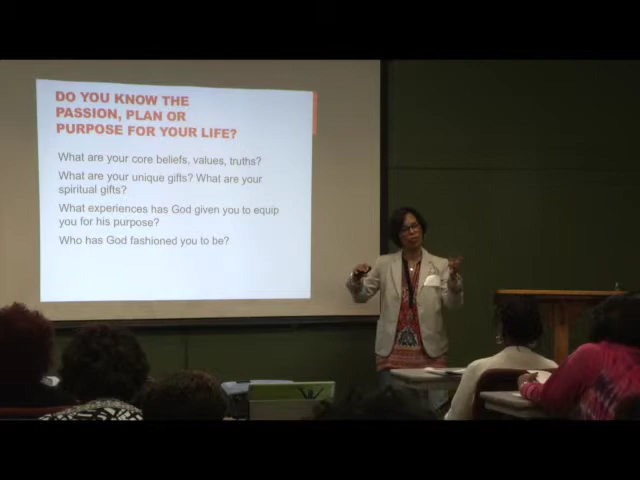 DO YOU KNOW THE
PASSION, PLAN OR
PURPOSE FOR YOUR LIFE?
What are your core beliefs, values, truths?
What are your unique gifts? What are your
spiritual gifts?
What experiences has God given you to equip
you for his purpose?
Who has God fashioned you to be?